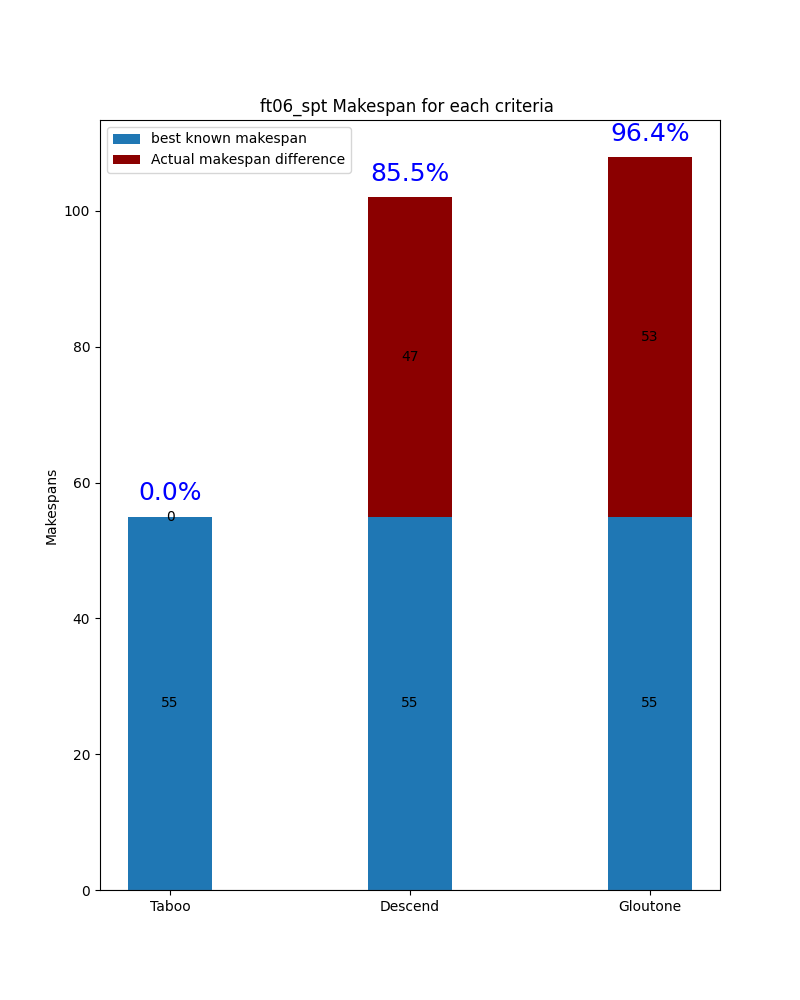 ft06_spt Makespan for each criteria
best known makespan
Actual makespan difference
96.4%
85.5%
0.0%
100
80
60
40
20
0
Makespans
0
47
53
55
55
55
Taboo
Descend
Gloutone